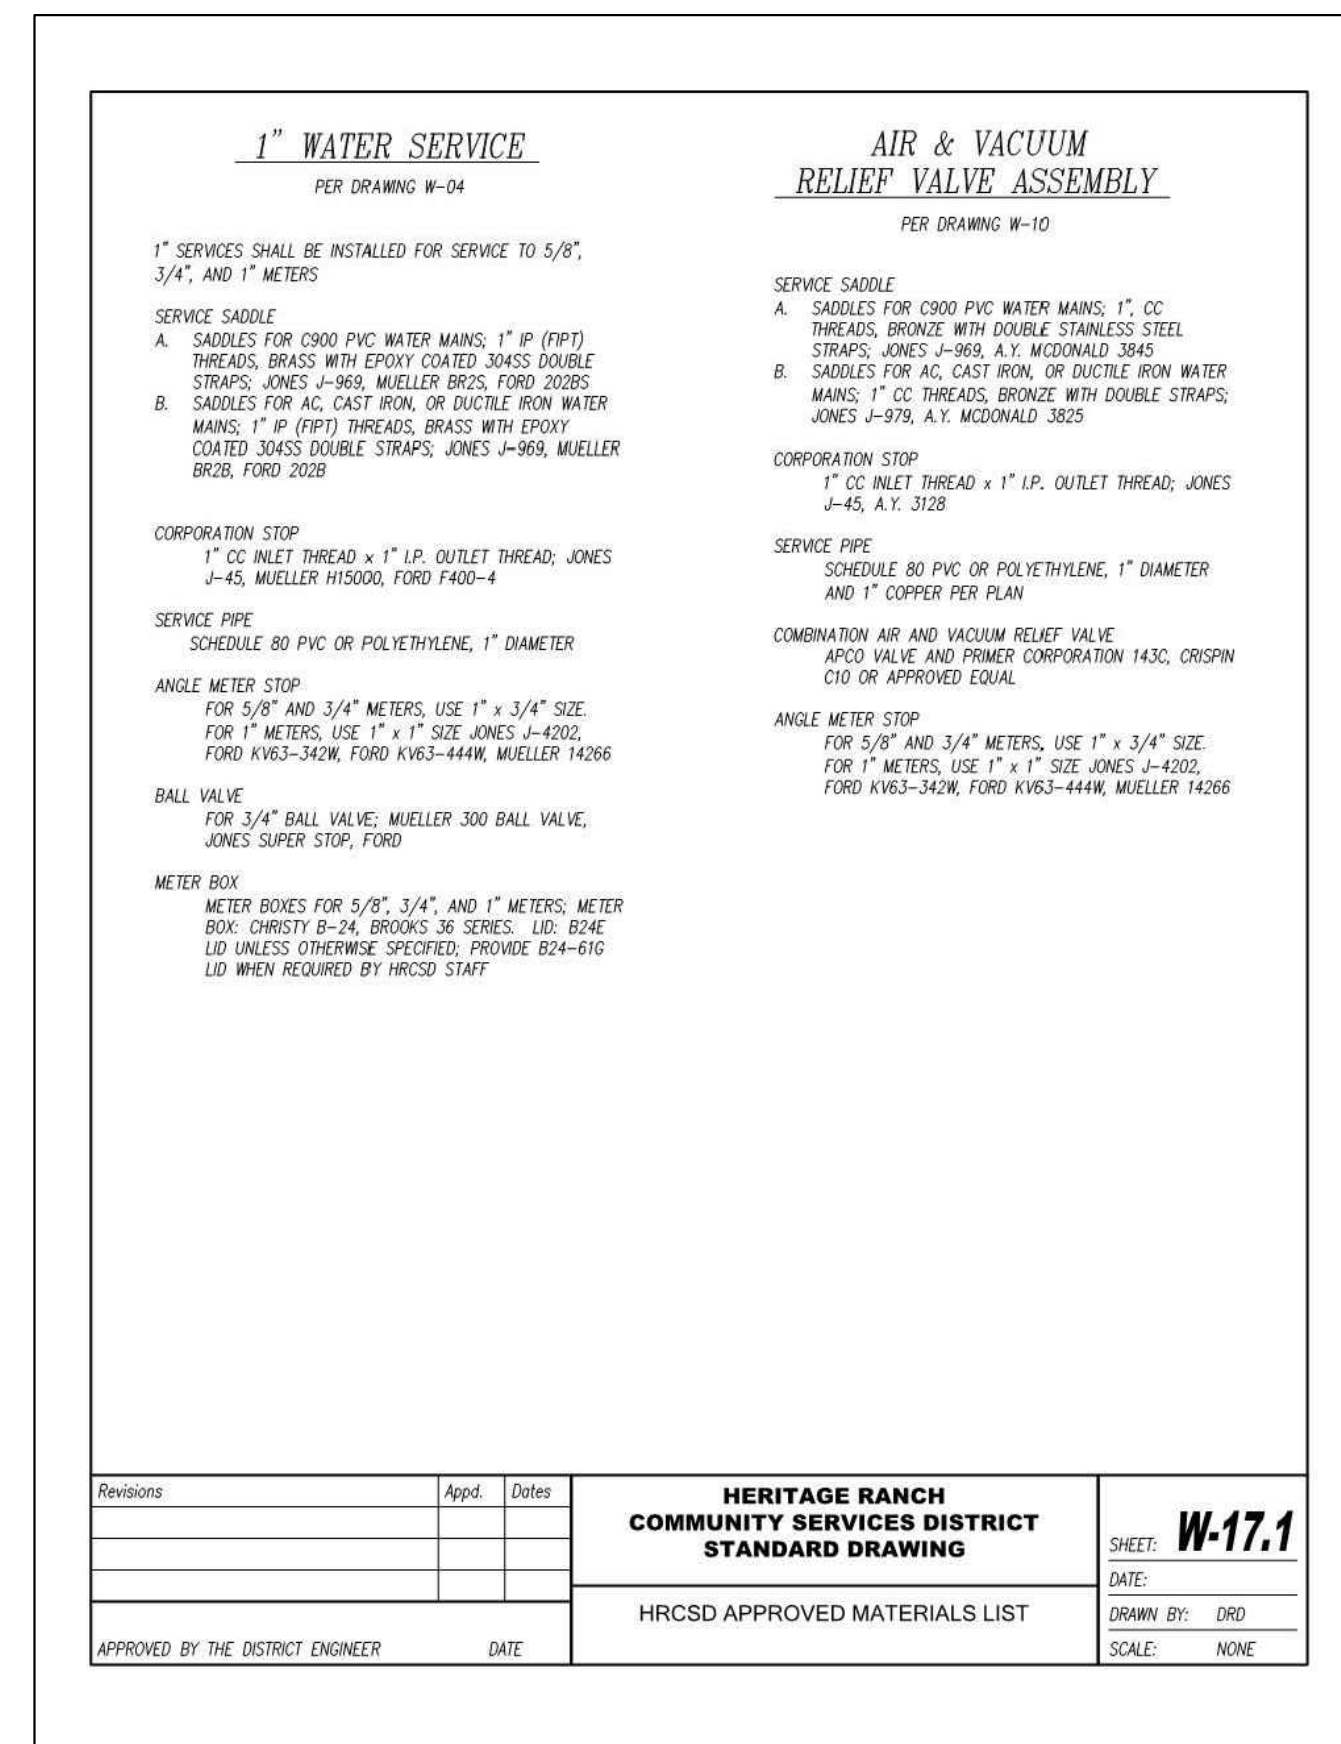 1" WATER SERVICE
PER DRAWING W-04
1" SERVICES SHALL BE INSTALLED FOR SERVICE TO 5/8",
3/4", AND 1" METERS
SERVICE SADDLE
A. SADDLES FOR C900 PVC WATER MAINS; 1" IP (FIPT)
THREADS, BRASS WITH EPOXY COATED 304SS DOUBLE
STRAPS; JONES J-969, MUELLER BR2S, FORD 202BS
B. SADDLES FOR AC, CAST IRON, OR DUCTILE IRON WATER
MAINS; 1" IP (FIPT) THREADS, BRASS WITH EPOXY
COATED 304SS DOUBLE STRAPS; JONES J-969, MUELLER
BR2B, FORD 202B
CORPORATION STOP
1" CC INLET THREAD x 1" I.P. OUTLET THREAD; JONES
J-45, MUELLER H15000, FORD F400-4
SERVICE PIPE
SCHEDULE 80 PVC OR POLYETHYLENE, 1" DIAMETER
ANGLE METER STOP
FOR 5/8" AND 3/4" METERS, USE 1" x 3/4" SIZE.
FOR 1" METERS, USE 1" x 1" SIZE JONES J-4202,
FORD KV63-342W, FORD KV63-444W, MUELLER 14266
BALL VALVE
FOR 3/4" BALL VALVE; MUELLER 300 BALL VALVE,
JONES SUPER STOP, FORD
METER BOX
METER BOXES FOR 5/8", 3/4", AND 1" METERS; METER
BOX: CHRISTY B-24, BROOKS 36 SERIES. LID: B24E
LID UNLESS OTHERWISE SPECIFIED; PROVIDE B24-61G
LID WHEN REQUIRED BY HRCSD STAFF
AIR & VACUUM
RELIEF VALVE ASSEMBLY
PER DRAWING W-10
SERVICE SADDLE
A. SADDLES FOR C900 PVC WATER MAINS; 1", CC
THREADS, BRONZE WITH DOUBLE STAINLESS STEEL
STRAPS; JONES J-969, A.Y. MCDONALD 3845
B. SADDLES FOR AC, CAST IRON, OR DUCTILE IRON WATER
MAINS; 1" CC THREADS, BRONZE WITH DOUBLE STRAPS;
JONES J-979, A.Y. MCDONALD 3825
CORPORATION STOP
1" CC INLET THREAD x 1" I.P. OUTLET THREAD; JONES
J-45, A.Y. 3128
SERVICE PIPE
SCHEDULE 80 PVC OR POLYETHYLENE, 1" DIAMETER
AND 1" COPPER PER PLAN
COMBINATION AIR AND VACUUM RELIEF VALVE
APCO VALVE AND PRIMER CORPORATION 143C, CRISPIN
C10 OR APPROVED EQUAL
ANGLE METER STOP
FOR 5/8" AND 3/4" METERS, USE 1" x 3/4" SIZE.
FOR 1" METERS, USE 1" x 1" SIZE JONES J-4202,
FORD KV63-342W, FORD KV63-444W, MUELLER 14266
Revisions Appd. Dates
APPROVED BY THE DISTRICT ENGINEER DATE
HERITAGE RANCH
COMMUNITY SERVICES DISTRICT
STANDARD DRAWING
HRCSD APPROVED MATERIALS LIST
SHEET: W-17.1
DATE:
DRAWN BY: DRD
SCALE: NONE